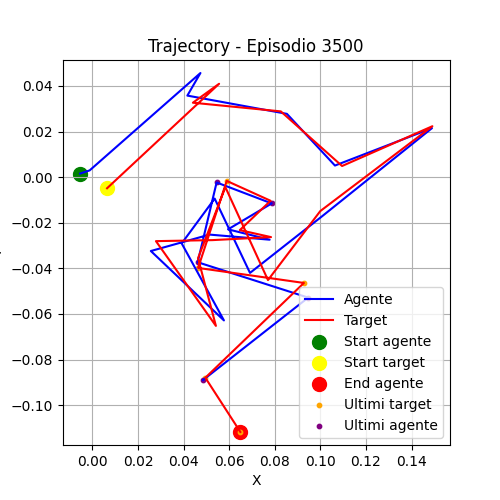 Trajectory - Episodio 3500
0.04
0.02
0.00
−0.02
−0.04
−0.06
−0.08
−0.10
Agente
Target
Start agente
Start target
End agente
Ultimi target
Ultimi agente
0.00 0.02 0.04 0.06 0.08 0.10 0.12 0.14
X